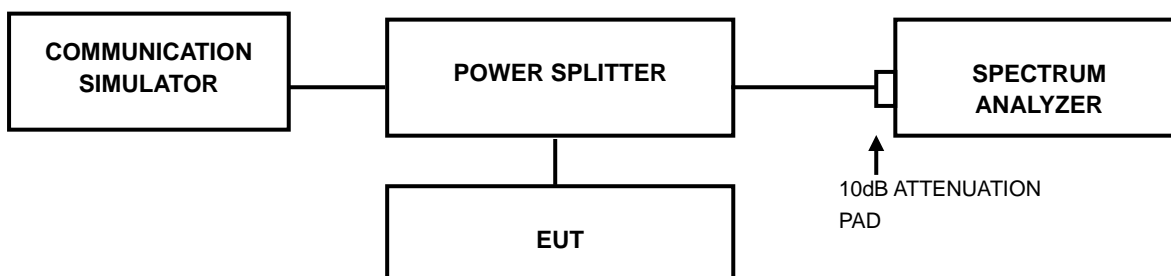 COMMUNICATION
SIMULATOR
POWER SPLITTER
SPECTRUM
ANALYZER
10dB ATTENUATION
PAD
EUT